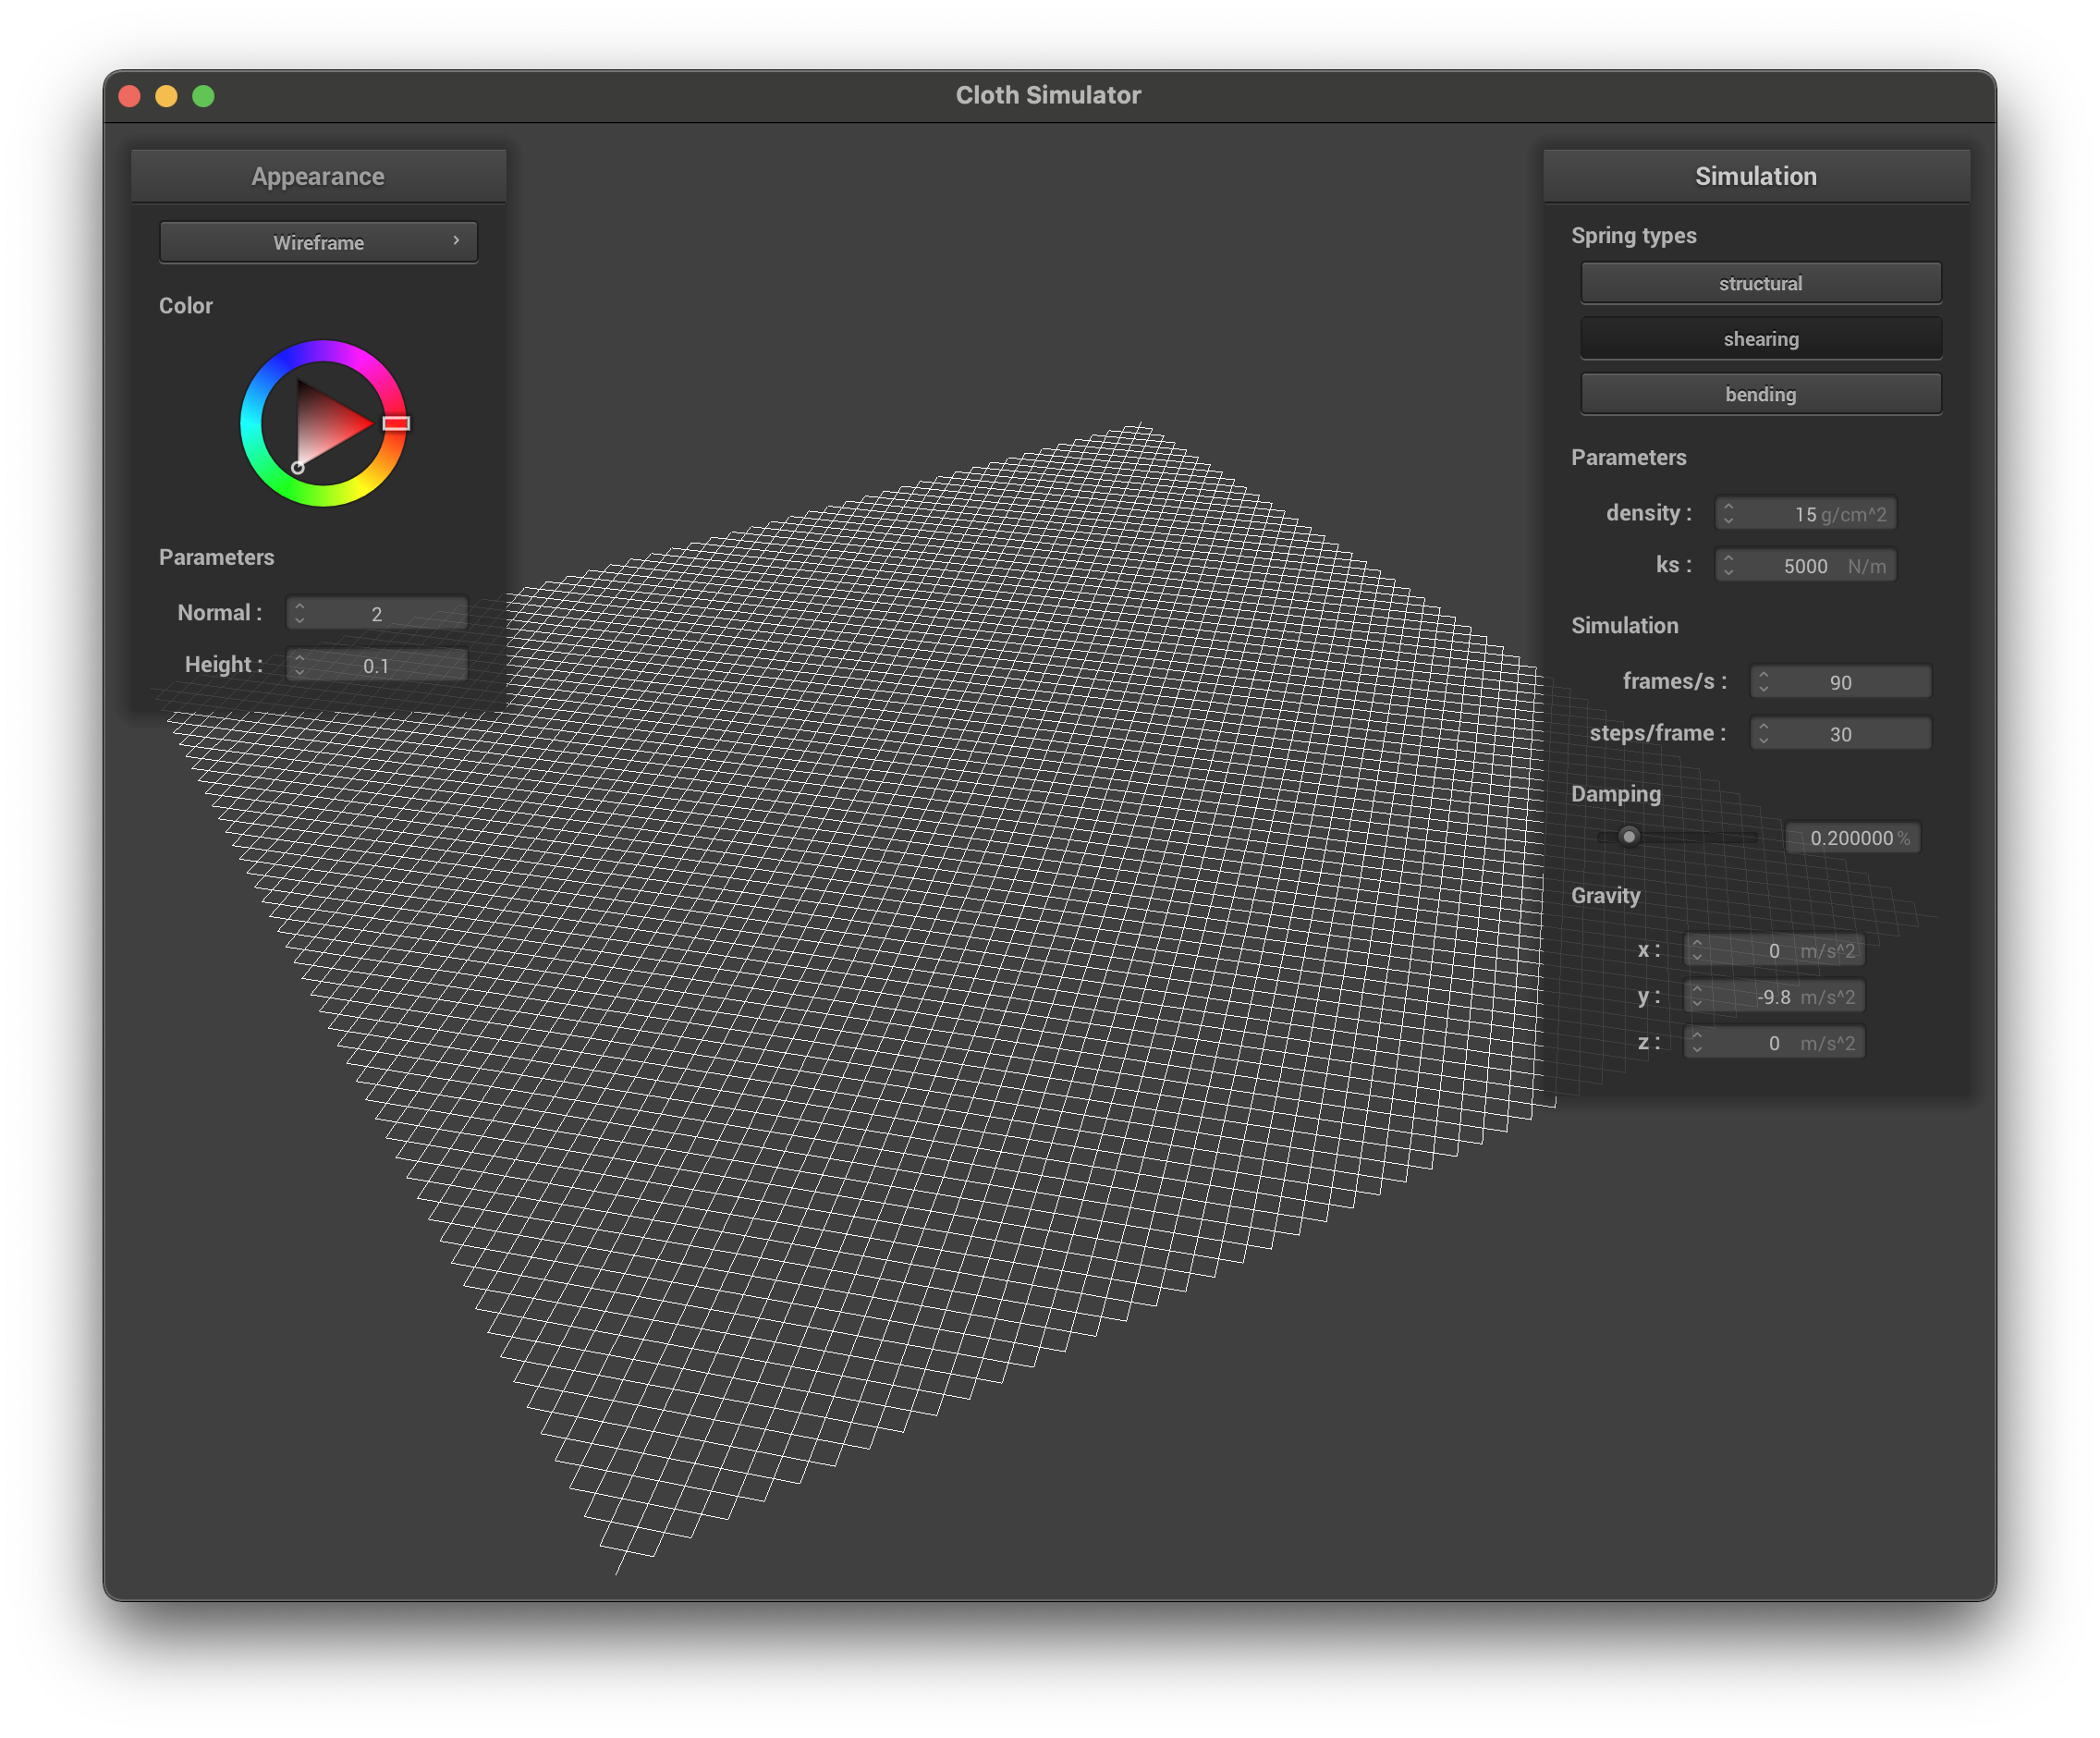 Cloth Simulator
Appearance
Wireframe
Color
Parameters
Normal : 2
Height : 0.1
Simulation
Spring types
structural
shearing
bending
Parameters
density : 15 g/cm^2
ks : 5000 N/m
Simulation
frames/s : 90
steps/frame : 30
Damping
0.200000 %
Gravity
x : 0 m/s^2
y : -9.8 m/s^2
z : 0 m/s^2